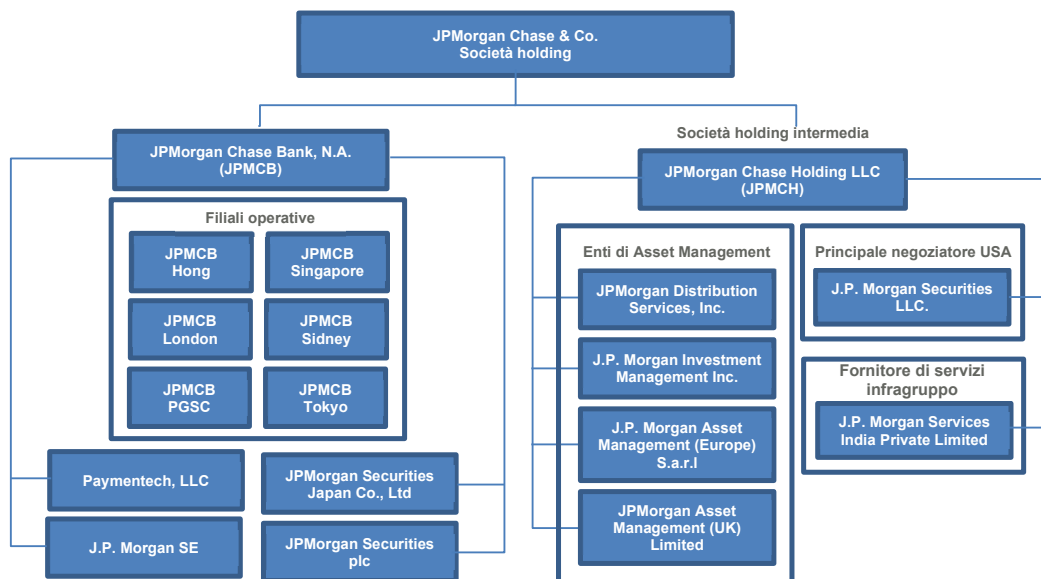 JPMorgan Chase & Co.
Società holding
JPMorgan Chase Bank, N.A.
(JPMCB)
Filiali operative
JPMCB
Hong
JPMCB
Singapore
JPMCB
London
JPMCB
Sidney
JPMCB
PGSC
JPMCB
Tokyo
Paymentech, LLC
JPMorgan Securities
Japan Co., Ltd
J.P. Morgan SE
JPMorgan Securities
plc
Società holding intermedia
JPMorgan Chase Holding LLC
(JPMCH)
Enti di Asset Management
JPMorgan Distribution
Services, Inc.
J.P. Morgan Investment
Management Inc.
J.P. Morgan Asset
Management (Europe)
S.a.r.l
JPMorgan Asset
Management (UK)
Limited
Principale negoziatore USA
J.P. Morgan Securities
LLC.
Fornitore di servizi
infragruppo
J.P. Morgan Services
India Private Limited